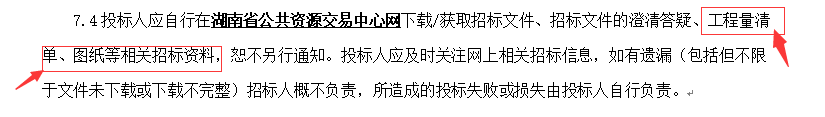 7.4投标人应自行在湖南省公共资源交易中心网下载/获取招标文件、招标文件的澄清答疑、工程量清
单、图纸等相关招标资料，恕不另行通知。投标人应及时关注网上相关招标信息，如有遗漏（包括但不限
于文件未下载或下载不完整）招标人概不负责，所造成的投标失败或损失由投标人自行负责。